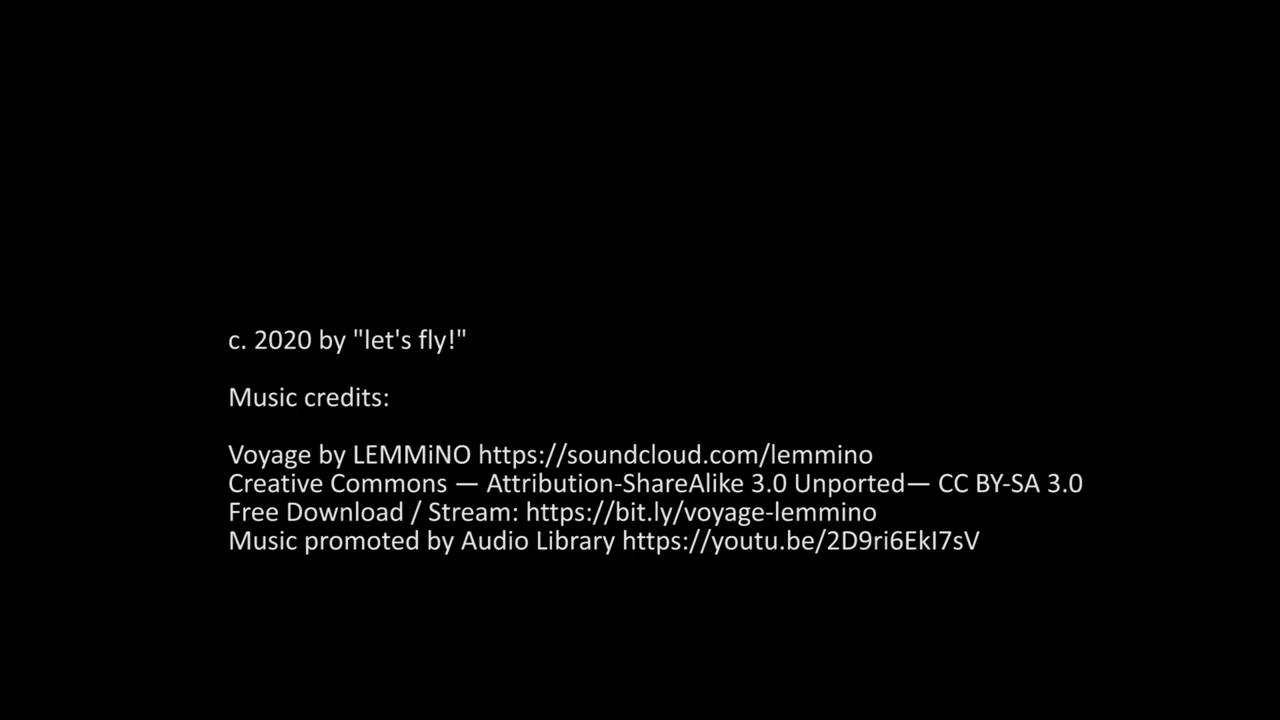 c. 2020 by "let's fly!"
Music credits:
Voyage by LEMMiNO https://soundcloud.com/lemmino
Creative Commons — Attribution-ShareAlike 3.0 Unported— CC BY-SA 3.0
Free Download / Stream: https://bit.ly/voyage-lemmino
Music promoted by Audio Library https://youtu.be/2D9ri6EkI7sV